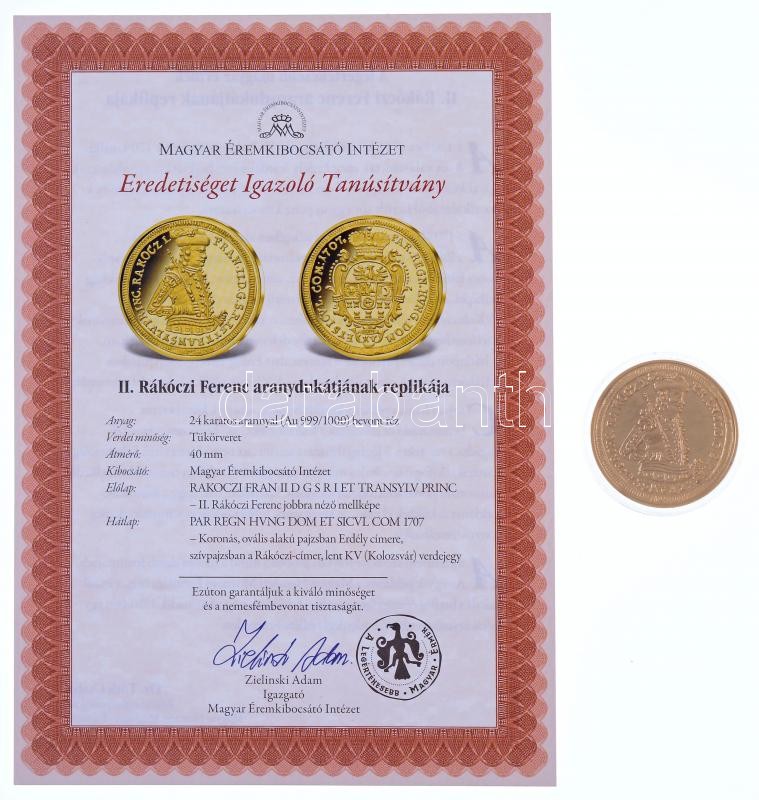 MAGYAR ÉREMKIBOCSÁTÓ INTÉZET
MAGYAR ÉREMKIBOCSÁTÓ INTÉZET
Eredetiséget Igazoló Tanúsítvány
FRAN.II.D.G.S.R.I.ET.TRANSYLV.PRINC.RAKOCZI.
PAR.REGN.HVNG.DOM ET SICVL.COM.1707.
II. Rákóczi Ferenc aranydukátjának replikája
darabanth
Anyag: 24 karátos arannyal (Au 999/1000) bevont réz
Verdei minőség: Tükörveret
Átmérő: 40 mm
Kibocsátó: Magyar Éremkibocsátó Intézet
Előlap: RAKOCZI FRAN II D G S R I ET TRANSYLV PRINC
– II. Rákóczi Ferenc jobbra néző mellképe
Hátlap: PAR REGN HVNG DOM ET SICVL COM 1707
– Koronás, ovális alakú pajzsban Erdély címere,
szívpajzsban a Rákóczi-címer, lent KV (Kolozsvár) verdejegy
Ezúton garantáljuk a kiváló minőséget
és a nemesfémbevonat tisztaságát.
Zielinski Adam
Zielinski Adam
Igazgató
Magyar Éremkibocsátó Intézet
A LEGÉRTÉKESEBB • MAGYAR • ÉRMÉK